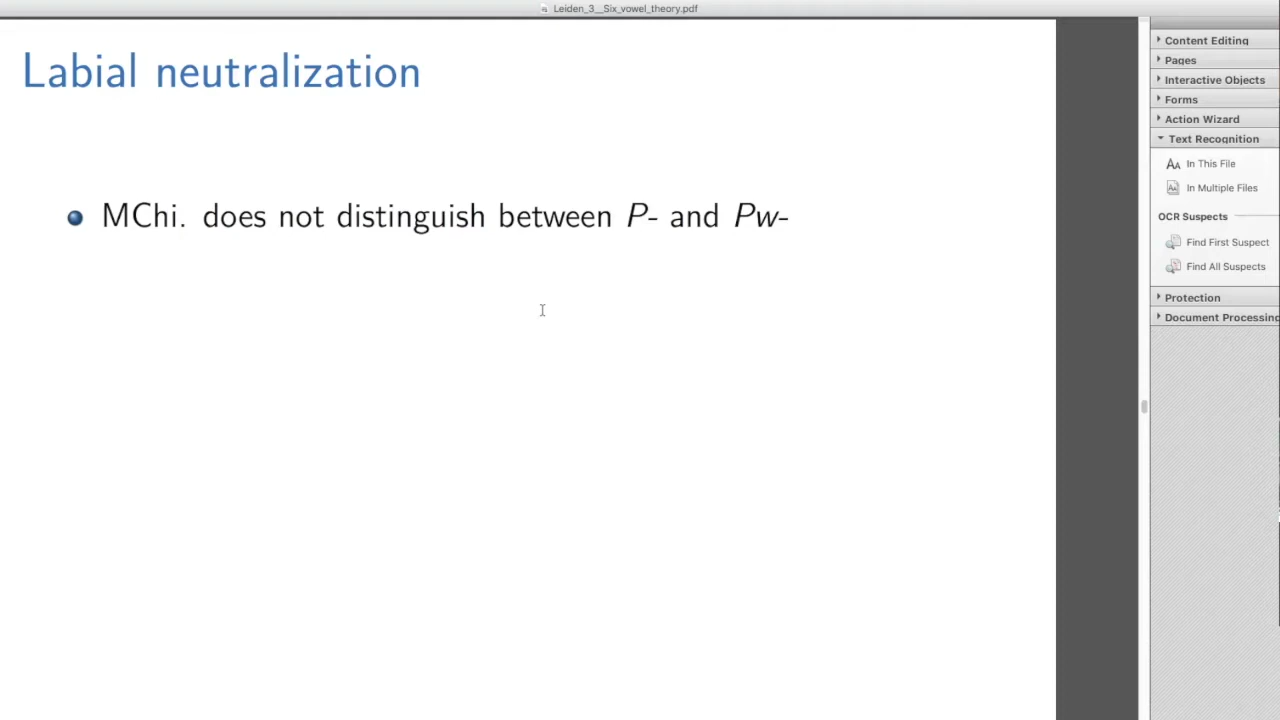 Leiden_3__Six_vowel_theory.pdf
Labial neutralization
MChi. does not distinguish between P- and Pw-
Content Editing
Pages
Interactive Objects
Forms
Action Wizard
Text Recognition
In This File
In Multiple Files
OCR Suspects
Find First Suspect
Find All Suspects
Protection
Document Processing